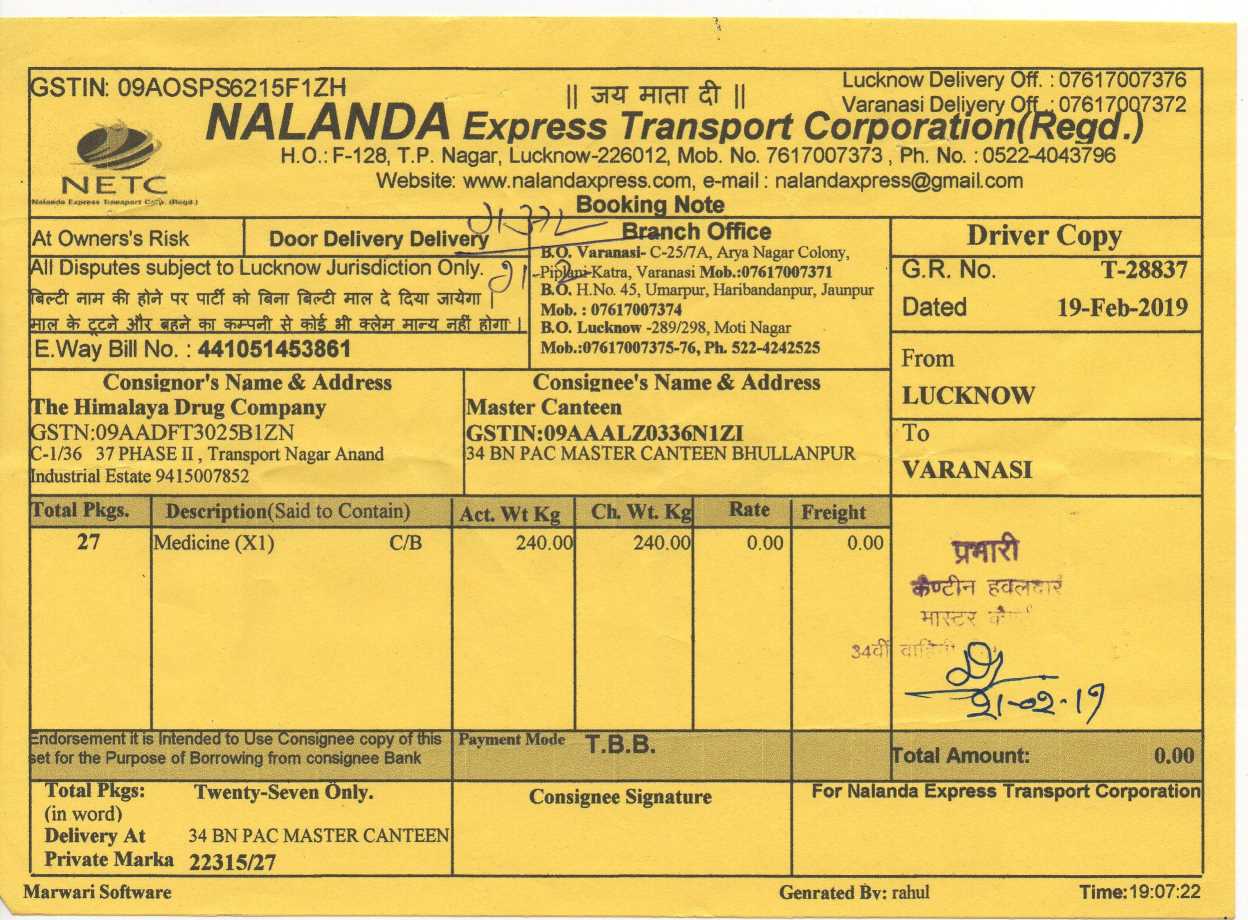 GSTIN: 09AOSPS6215F1ZH
|| जय माता दी ||
Lucknow Delivery Off. : 07617007376
Varanasi Delivery Off. : 07617007372
NALANDA Express Transport Corporation(Regd.)
H.O.: F-128, T.P. Nagar, Lucknow-226012, Mob. No. 7617007373 , Ph. No. : 0522-4043796
Website: www.nalandaxpress.com, e-mail : nalandaxpress@gmail.com
NETC
Nalanda Express Transport Corp. (Regd.)
Booking Note
At Owners's Risk
Door Delivery Delivery
All Disputes subject to Lucknow Jurisdiction Only.
बिल्टी नाम की होने पर पार्टी को बिना बिल्टी माल दे दिया जायेगा |
माल के टूटने और बहने का कम्पनी से कोई भी क्लेम मान्य नहीं होगा |
E.Way Bill No. : 441051453861
Branch Office
B.O. Varanasi- C-25/7A, Arya Nagar Colony,
Piplani-Katra, Varanasi Mob.:07617007371
B.O. H.No. 45, Umarpur, Haribandanpur, Jaunpur
Mob. : 07617007374
B.O. Lucknow -289/298, Moti Nagar
Mob.:07617007375-76, Ph. 522-4242525
Driver Copy
G.R. No. T-28837
Dated 19-Feb-2019
From
LUCKNOW
To
VARANASI
Consignor's Name & Address
The Himalaya Drug Company
GSTN:09AADFT3025B1ZN
C-1/36 37 PHASE II , Transport Nagar Anand
Industrial Estate 9415007852
Consignee's Name & Address
Master Canteen
GSTIN:09AAALZ0336N1ZI
34 BN PAC MASTER CANTEEN BHULLANPUR
Total Pkgs. Description(Said to Contain) Act. Wt Kg Ch. Wt. Kg Rate Freight
27 Medicine (X1) C/B 240.00 240.00 0.00 0.00
प्रभारी
कैण्टीन हवलदार
मास्टर
34वीं वाहिनी
21-02-19
Endorsement it is Intended to Use Consignee copy of this
set for the Purpose of Borrowing from consignee Bank
Payment Mode T.B.B.
Total Amount: 0.00
Total Pkgs: Twenty-Seven Only.
(in word)
Delivery At 34 BN PAC MASTER CANTEEN
Private Marka 22315/27
Consignee Signature
For Nalanda Express Transport Corporation
Marwari Software
Genrated By: rahul
Time:19:07:22